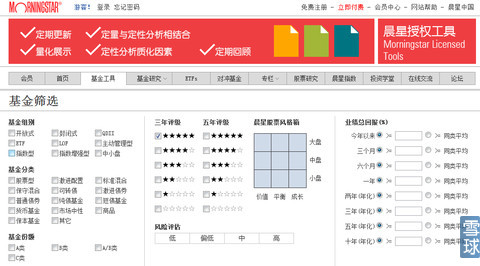 MORNINGSTAR 游客! 登录 忘记密码 免费注册 - 立即付费 - 会员中心 - 网站帮助 - 晨星中国
定期更新 定量与定性分析相结合
量化展示 定性分析质化因素 定期回顾
晨星授权工具
Morningstar Licensed
Tools
会员 首页 基金工具 基金研究 ETFs 对冲基金 专栏 股票研究 晨星指数 投资学堂 在线交流 论坛
基金筛选
基金组别
开放式 封闭式 QDII
ETF LOF 主动管理型
指数型 指数增强型 中小盘
基金分类
股票型 激进配置 标准混合
保守混合 可转债 激进债券
普通债券 纯债基金 短债基金
货币基金 市场中性 商品
保本基金 其它
基金份额
A类 B类 A/B类
C类
三年评级 五年评级 晨星股票风格箱
★★★★★ ★★★★★
★★★★ ★★★★ 大盘
★★★ ★★★ 中盘
★★ ★★ 小盘
★ ★ 价值 平衡 成长
风险评估
低 偏低 中 高
业绩总回报(%)
今年以来 >= >= 同类平均
三个月 >= >= 同类平均
六个月 >= >= 同类平均
一年 >= >= 同类平均
两年(年化) >= >= 同类平均
三年(年化) >= >= 同类平均
五年(年化) >= >= 同类平均
十年(年化) >= >= 同类平均
雪球